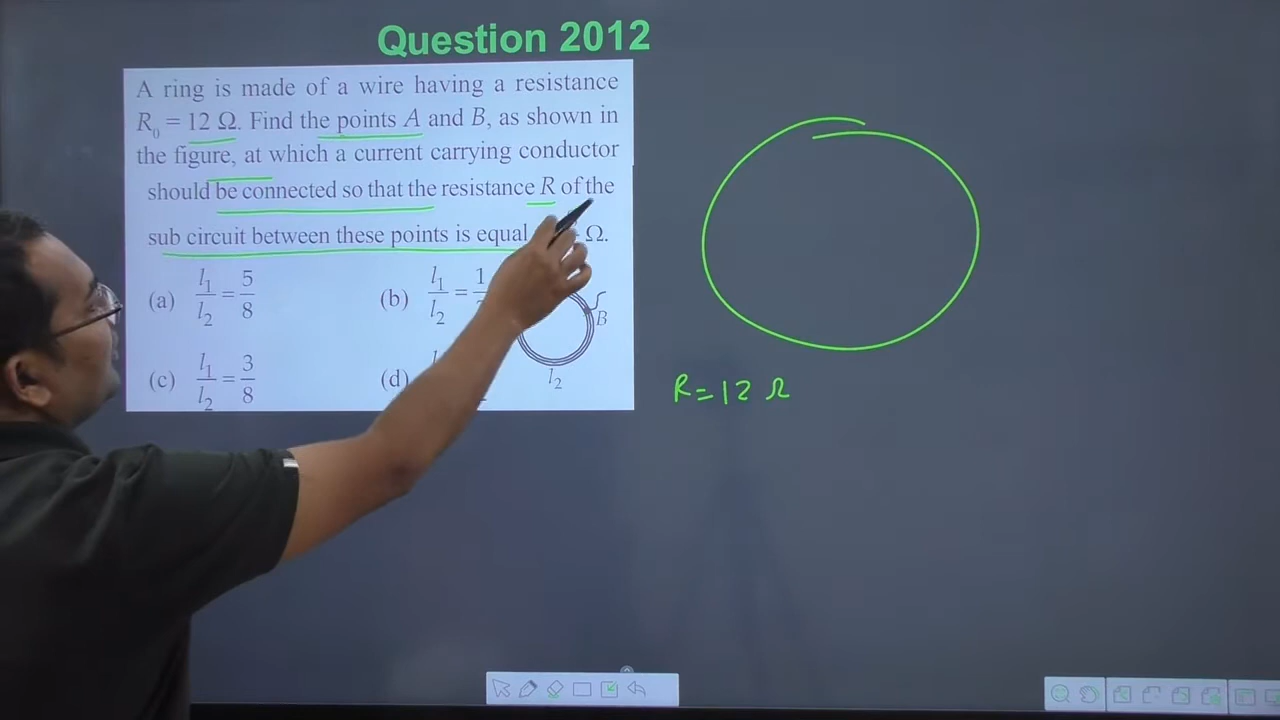 Question 2012
A ring is made of a wire having a resistance
R₀ = 12 Ω. Find the points A and B, as shown in
the figure, at which a current carrying conductor
should be connected so that the resistance R of the
sub circuit between these points is equal Ω.
(a) l₁/l₂ = 5/8
(b) l₁/l₂ = 1
B
(c) l₁/l₂ = 3/8
(d)
l₂
R = 12 Ω